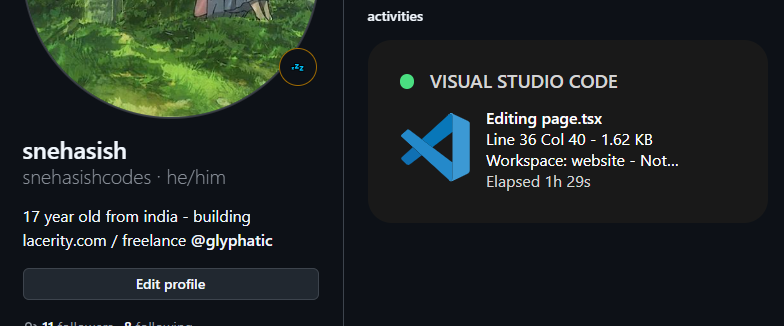 activities
VISUAL STUDIO CODE
Editing page.tsx
Line 36 Col 40 - 1.62 KB
Workspace: website - Not...
Elapsed 1h 29s
zzz
snehasish
snehasishcodes · he/him
17 year old from india - building
lacerity.com / freelance @glyphatic
Edit profile
11 followers · 8 following